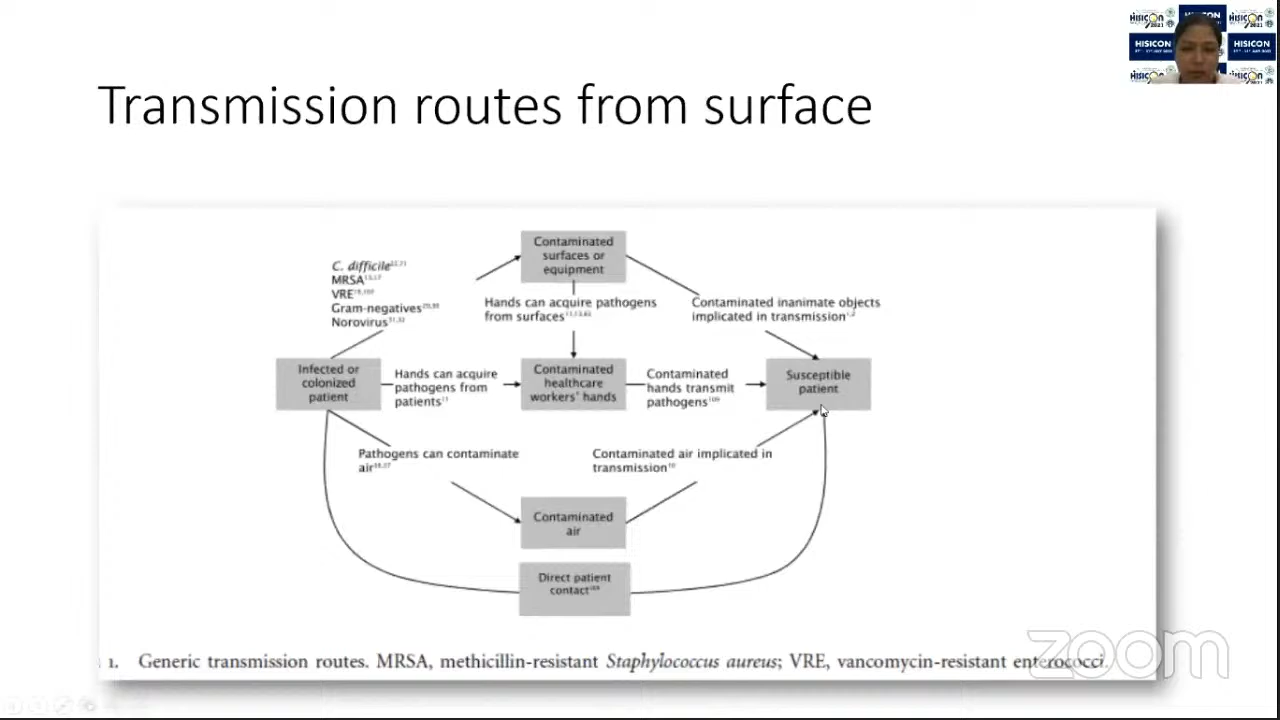 HISICON
2021
HISICON
HISICON
Transmission routes from surface
Contaminated
surfaces or
equipment
C. difficile
MRSA
VRE
Gram-negatives
Norovirus
Hands can acquire pathogens
from surfaces
Contaminated inanimate objects
implicated in transmission
Infected or
colonized
patient
Hands can acquire
pathogens from
patients
Contaminated
healthcare
workers' hands
Contaminated
hands transmit
pathogens
Susceptible
patient
Pathogens can contaminate
air
Contaminated air implicated in
transmission
Contaminated
air
Direct patient
contact
1. Generic transmission routes. MRSA, methicillin-resistant Staphylococcus aureus; VRE, vancomycin-resistant enterococci.
zoom